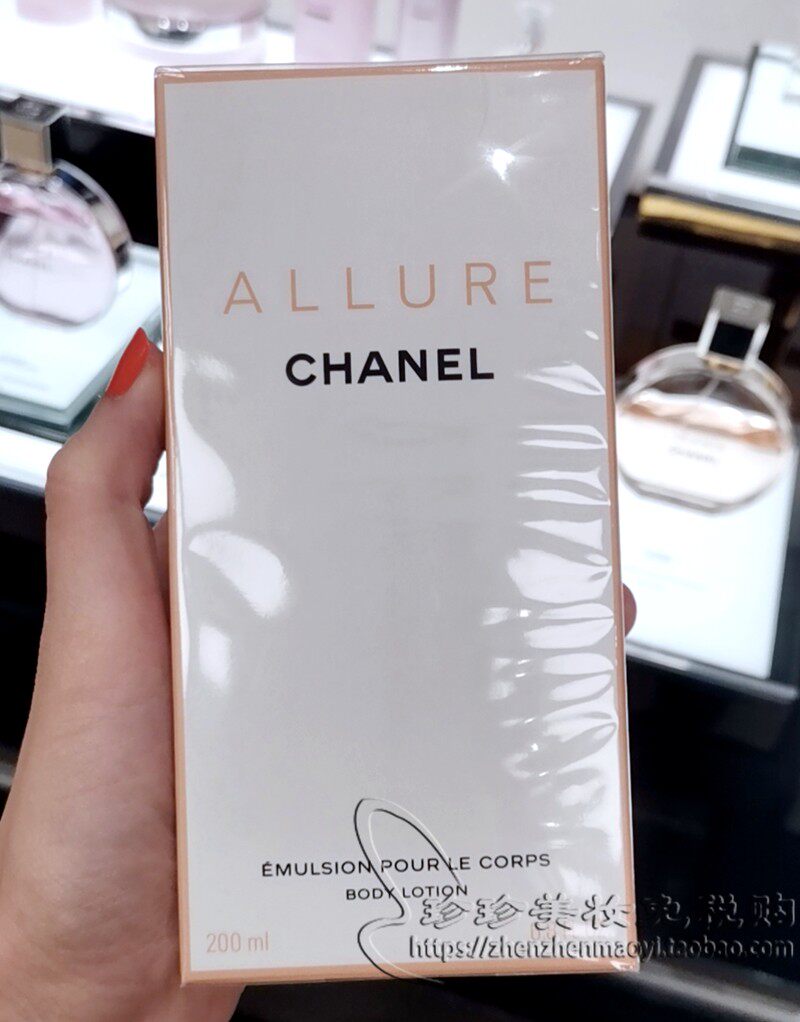 ALLURE
CHANEL
ÉMULSION POUR LE CORPS
BODY LOTION
200 ml
珍珍美妆免税购
https://zhenzhenmaoyi.taobao.com
CHANEL